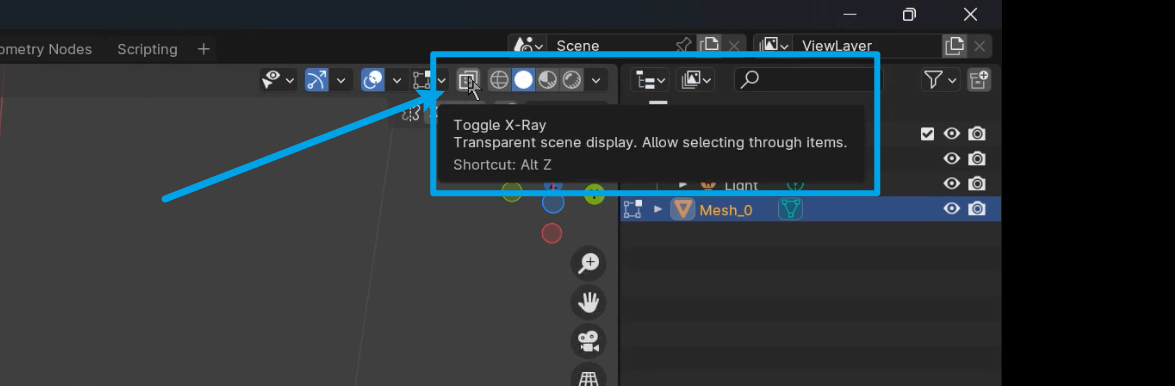 ometry Nodes Scripting +
Scene
ViewLayer
Toggle X-Ray
Transparent scene display. Allow selecting through items.
Shortcut: Alt Z
Light
Mesh_0